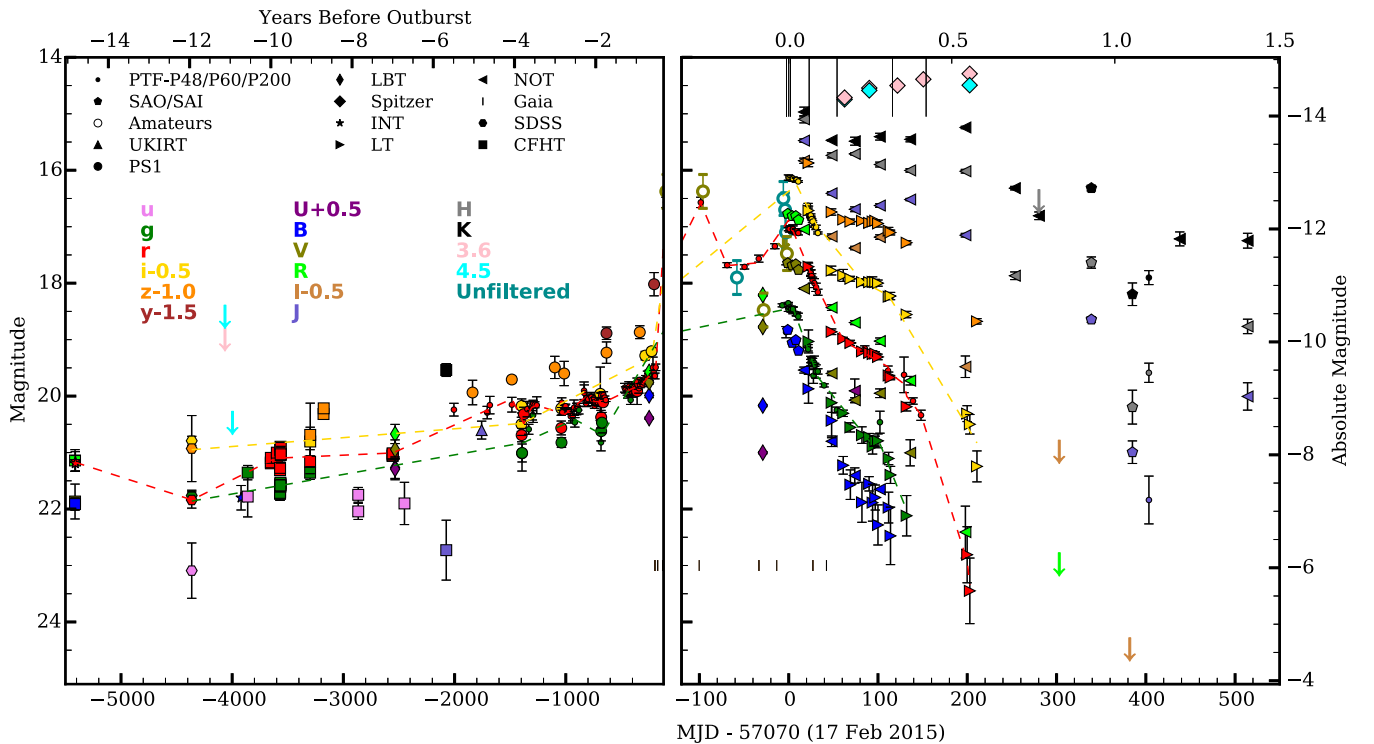 Years Before Outburst
−14 −12 −10 −8 −6 −4 −2 0.0 0.5 1.0 1.5
14
16
18
20
22
24
Magnitude
PTF-P48/P60/P200 LBT NOT
SAO/SAI Spitzer Gaia
Amateurs INT SDSS
UKIRT LT CFHT
PS1
u U+0.5 H
g B K
r V 3.6
i-0.5 R 4.5
z-1.0 I-0.5 Unfiltered
y-1.5 J
−14
−12
−10
−8
−6
−4
Absolute Magnitude
−5000 −4000 −3000 −2000 −1000 −100 0 100 200 300 400 500
MJD - 57070 (17 Feb 2015)